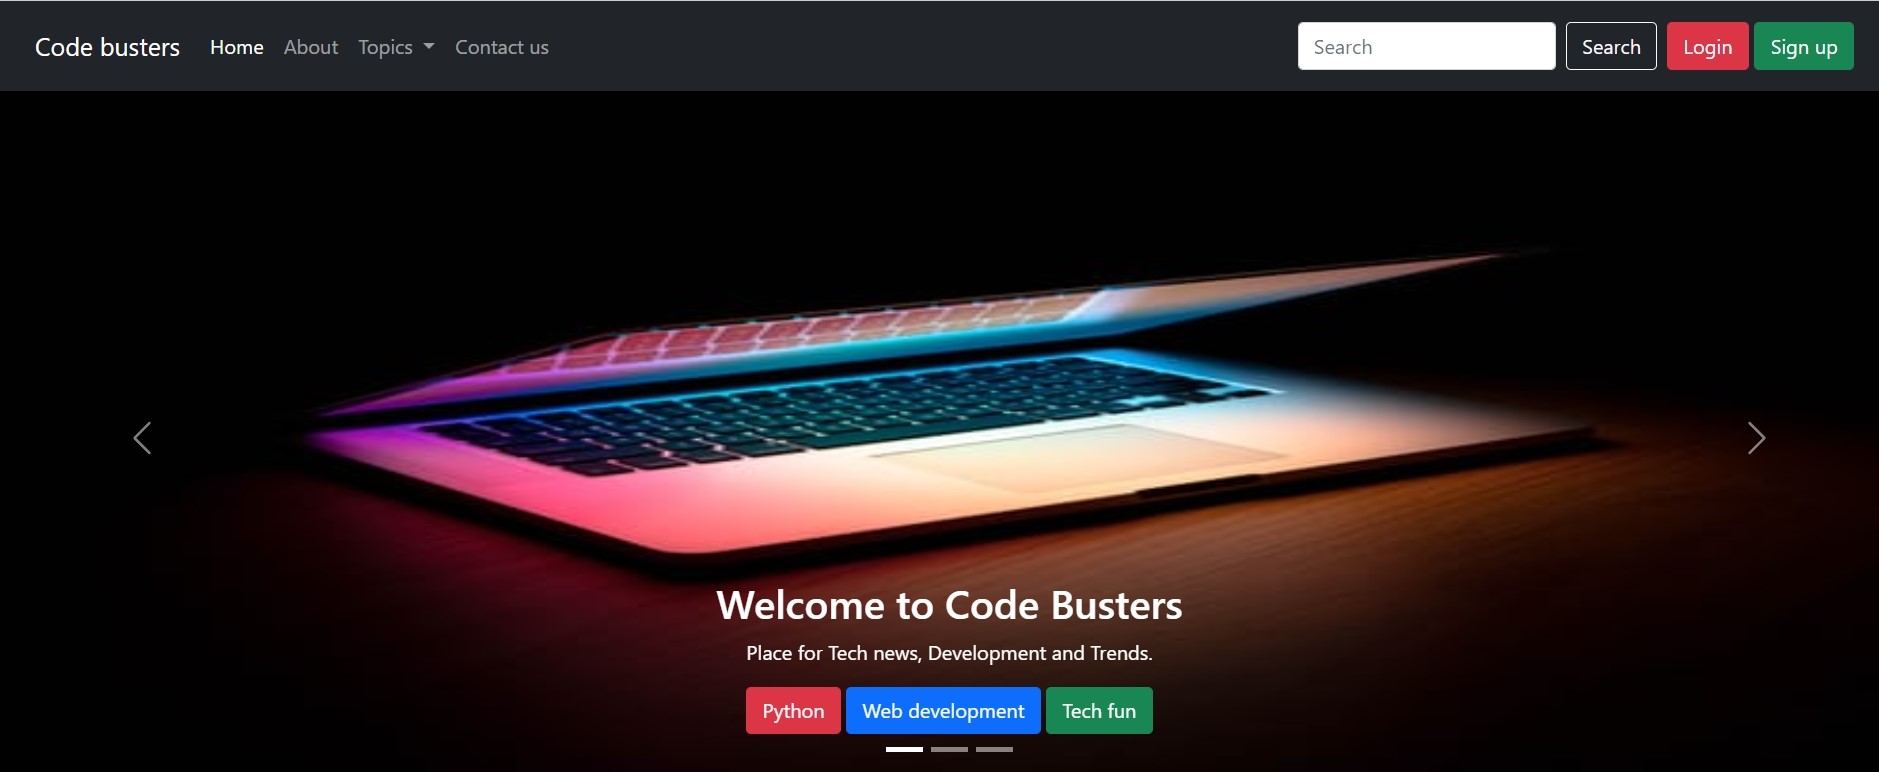 Code busters Home About Topics Contact us Search Search Login Sign up
Welcome to Code Busters
Place for Tech news, Development and Trends.
Python Web development Tech fun